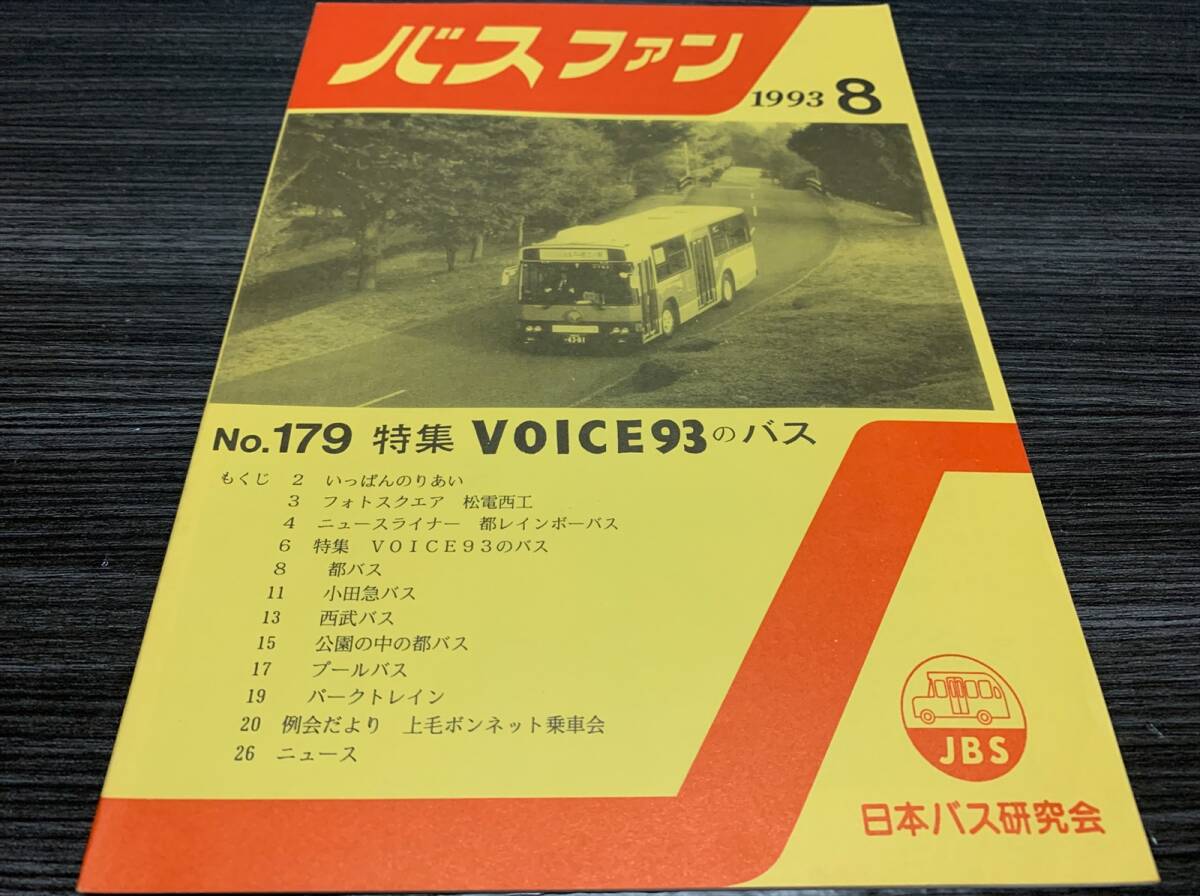 バスファン
1993 8
No.179 特集 VOICE93のバス
もくじ 2 いっぱんのりあい
3 フォトスクエア 松電西工
4 ニュースライナー 都レインボーバス
6 特集 VOICE93のバス
8 都バス
11 小田急バス
13 西武バス
15 公園の中の都バス
17 プールバス
19 パークトレイン
20 例会だより 上毛ボンネット乗車会
26 ニュース
JBS
日本バス研究会